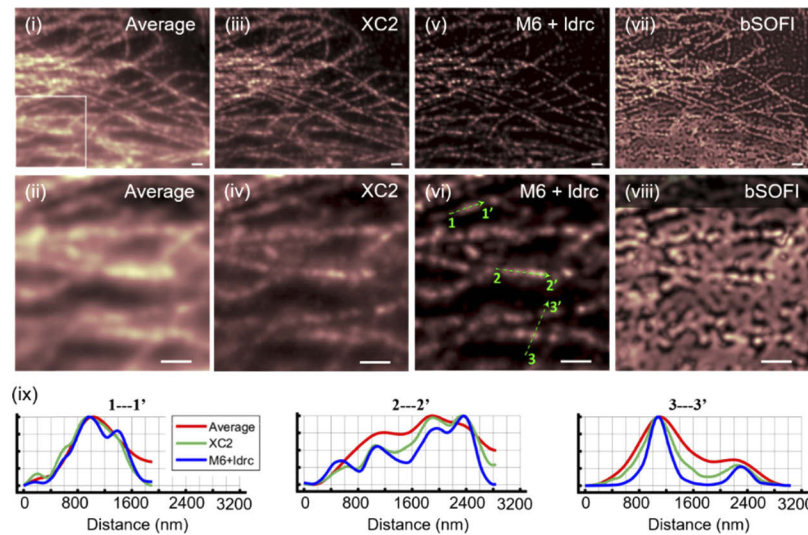 (i) Average (iii) XC2 (v) M6 + ldrc (vii) bSOFI
(ii) Average (iv) XC2 (vi) M6 + ldrc (viii) bSOFI
1 1’
2 2’
3’
3
(ix)
1---1’ 2---2’ 3---3’
Average
XC2
M6+ldrc
0 800 1600 2400 3200 0 800 1600 2400 3200 0 800 1600 2400 3200
Distance (nm) Distance (nm) Distance (nm)